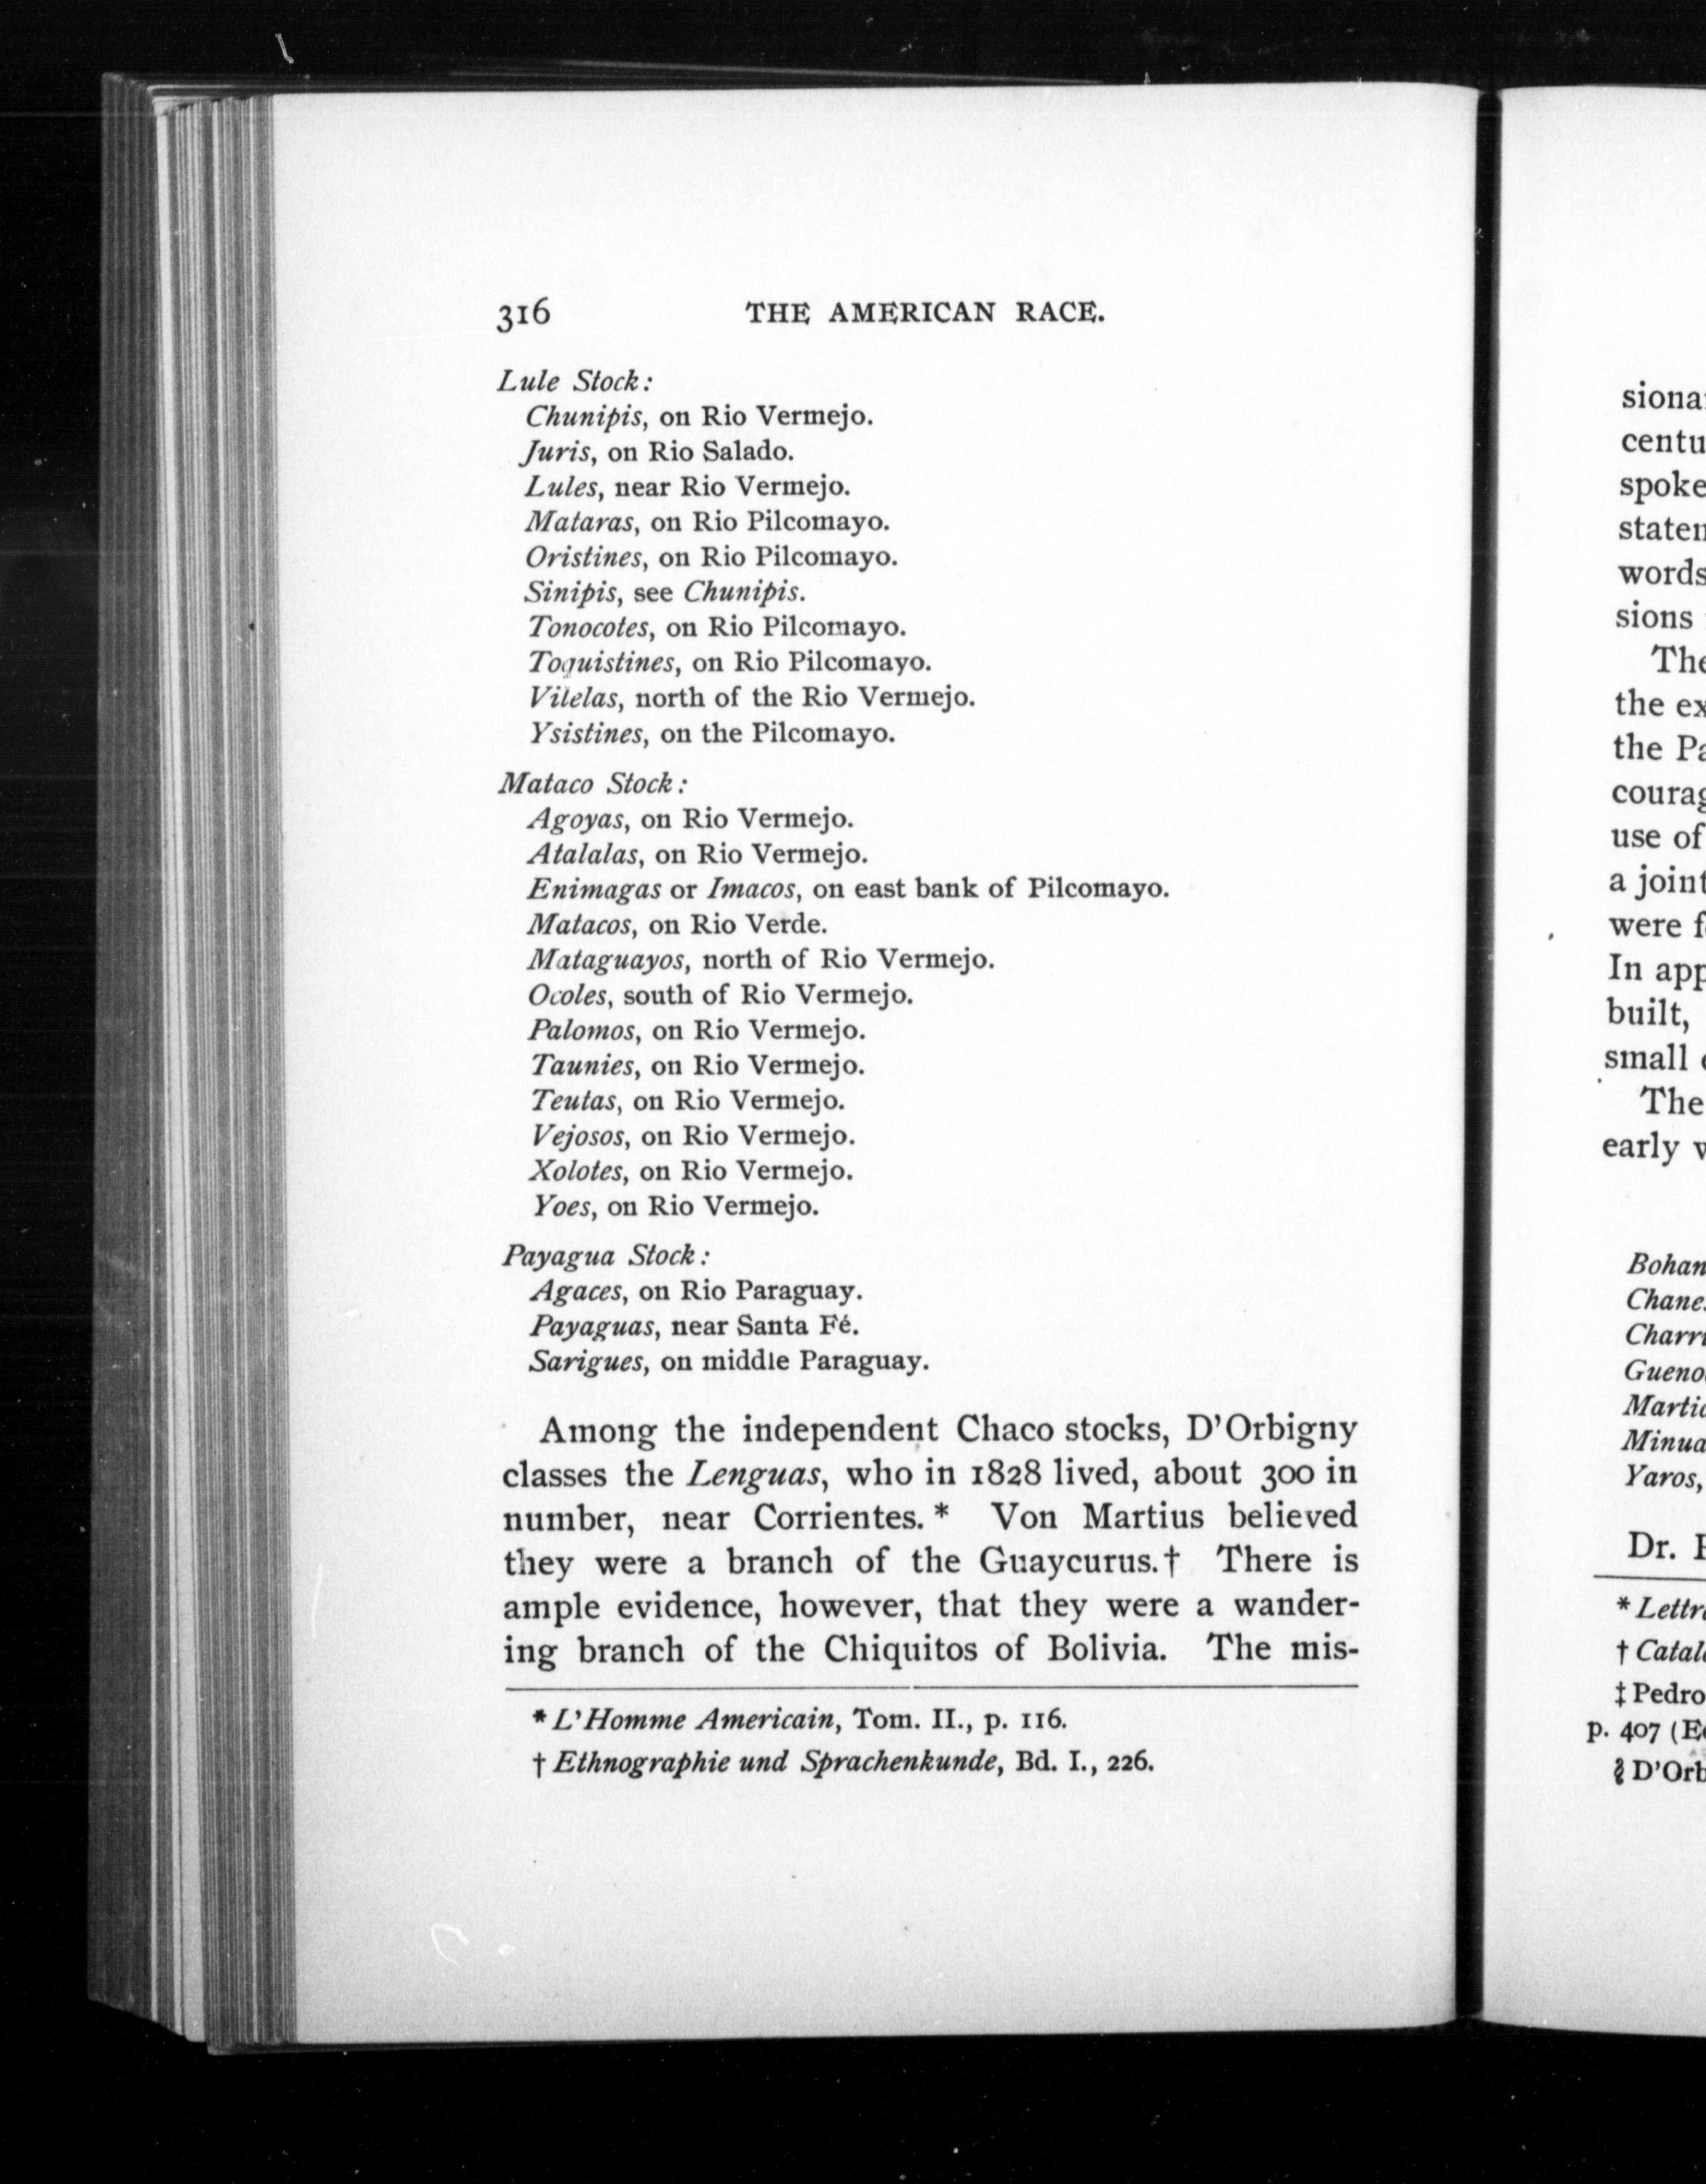 316 THE AMERICAN RACE.
Lule Stock:
Chunipis, on Rio Vermejo.
Juris, on Rio Salado.
Lules, near Rio Vermejo.
Mataras, on Rio Pilcomayo.
Oristines, on Rio Pilcomayo.
Sinipis, see Chunipis.
Tonocotes, on Rio Pilcomayo.
Toquistines, on Rio Pilcomayo.
Vilelas, north of the Rio Vermejo.
Ysistines, on the Pilcomayo.
Mataco Stock:
Agoyas, on Rio Vermejo.
Atalalas, on Rio Vermejo.
Enimagas or Imacos, on east bank of Pilcomayo.
Matacos, on Rio Verde.
Mataguayos, north of Rio Vermejo.
Ocoles, south of Rio Vermejo.
Palomos, on Rio Vermejo.
Taunies, on Rio Vermejo.
Teutas, on Rio Vermejo.
Vejosos, on Rio Vermejo.
Xolotes, on Rio Vermejo.
Yoes, on Rio Vermejo.
Payagua Stock:
Agaces, on Rio Paraguay.
Payaguas, near Santa Fé.
Sarigues, on middle Paraguay.
Among the independent Chaco stocks, D'Orbigny
classes the Lenguas, who in 1828 lived, about 300 in
number, near Corrientes.* Von Martius believed
they were a branch of the Guaycurus.† There is
ample evidence, however, that they were a wander-
ing branch of the Chiquitos of Bolivia. The mis-
* L'Homme Americain, Tom. II., p. 116.
† Ethnographie und Sprachenkunde, Bd. I., 226.
sions
The
the
the
use of
a joint
were
In
built,
small
The
early
Yaros,
Dr.
*
†
‡ Pedro
p. 407